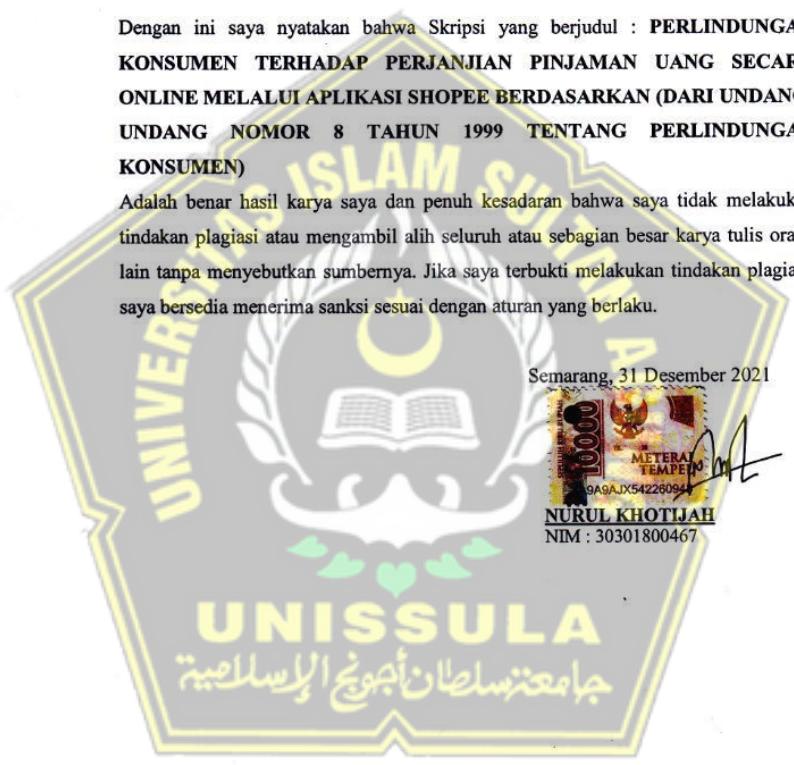 Dengan ini saya nyatakan bahwa Skripsi yang berjudul : PERLINDUNGA
KONSUMEN TERHADAP PERJANJIAN PINJAMAN UANG SECAR
ONLINE MELALUI APLIKASI SHOPEE BERDASARKAN (DARI UNDANG
UNDANG NOMOR 8 TAHUN 1999 TENTANG PERLINDUNGA
KONSUMEN)
Adalah benar hasil karya saya dan penuh kesadaran bahwa saya tidak melakuk
tindakan plagiasi atau mengambil alih seluruh atau sebagian besar karya tulis ora
lain tanpa menyebutkan sumbernya. Jika saya terbukti melakukan tindakan plagia
saya bersedia menerima sanksi sesuai dengan aturan yang berlaku.
Semarang, 31 Desember 2021
10000
METERAI
TEMPEL
NURUL KHOTIJAH
NIM : 30301800467
UNIVERSITAS ISLAM SULTAN A
UNISSULA
جامعة سلطان أجونج الإسلامية